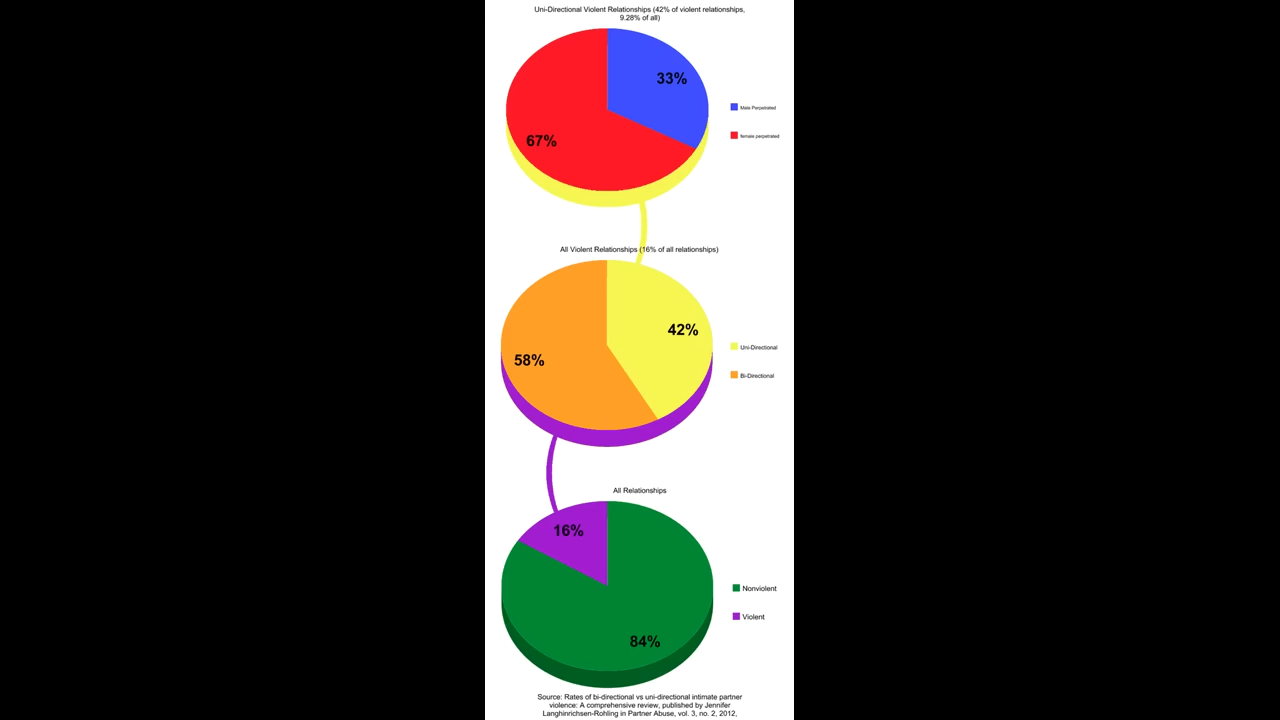 Uni-Directional Violent Relationships (42% of violent relationships,
9.28% of all)
33%
67%
Male Perpetrated
female perpetrated
All Violent Relationships (16% of all relationships)
42%
58%
Uni-Directional
Bi-Directional
All Relationships
16%
84%
Nonviolent
Violent
Source: Rates of bi-directional vs uni-directional intimate partner
violence: A comprehensive review, published by Jennifer
Langhinrichsen-Rohling in Partner Abuse, vol. 3, no. 2, 2012,